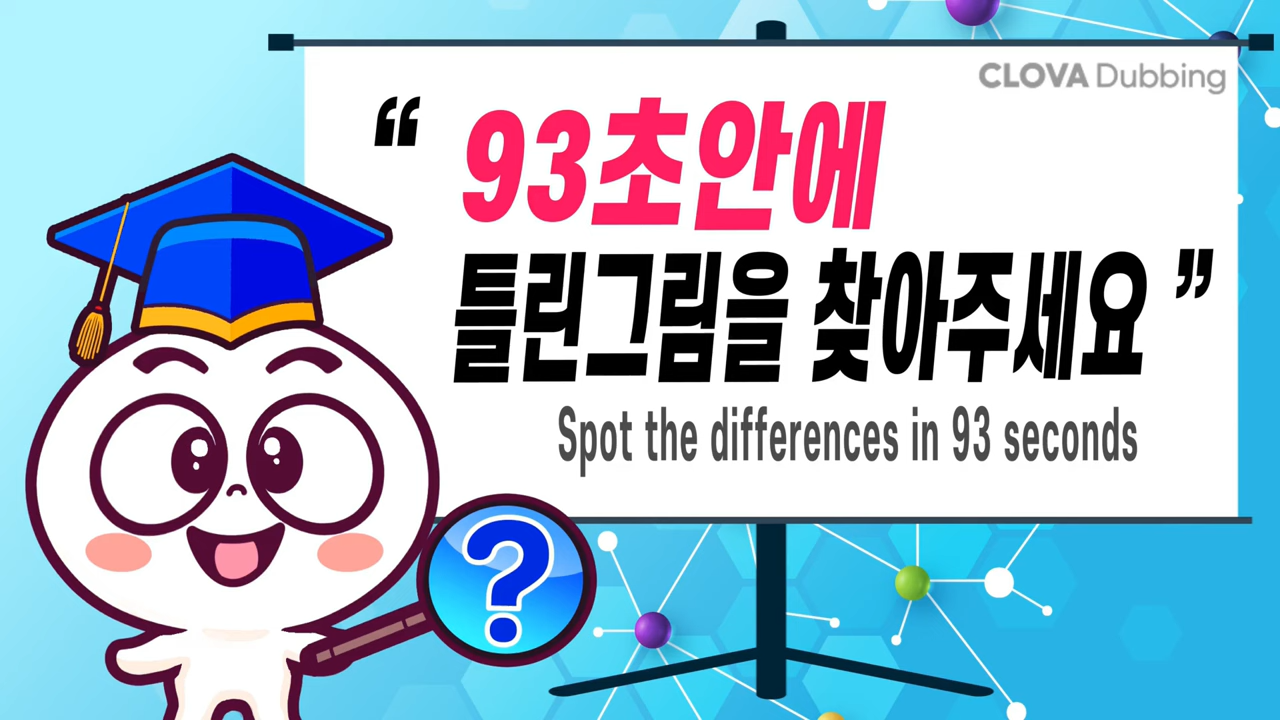 CLOVA Dubbing
“ 93초안에
틀린그림을 찾아주세요 ”
Spot the differences in 93 seconds
?